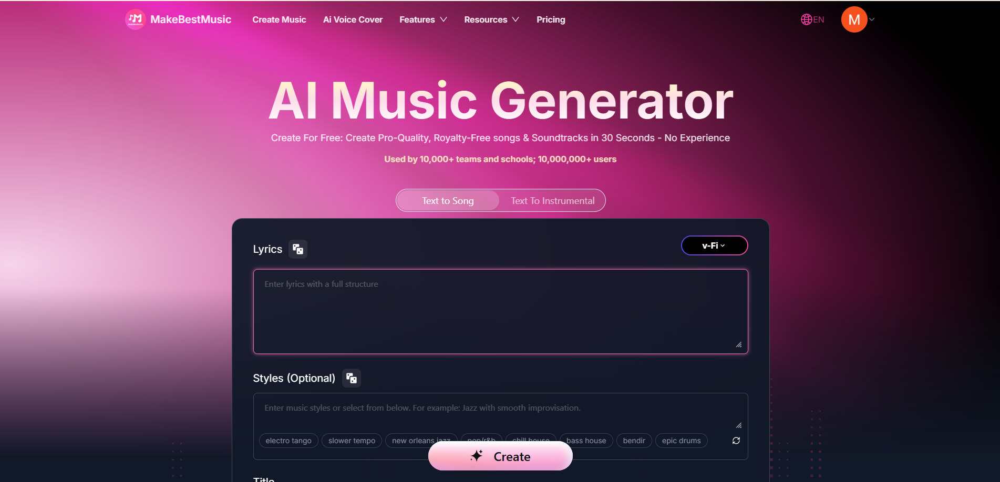 MakeBestMusic Create Music Ai Voice Cover Features Resources Pricing EN M
AI Music Generator
Create For Free: Create Pro-Quality, Royalty-Free songs & Soundtracks in 30 Seconds - No Experience
Used by 10,000+ teams and schools; 10,000,000+ users
Text to Song Text To Instrumental
Lyrics v-Fi
Enter lyrics with a full structure
Styles (Optional)
Enter music styles or select from below. For example: Jazz with smooth improvisation.
electro tango slower tempo new orleans jazz pop/r&b chill house bass house bendir epic drums
Create
Title